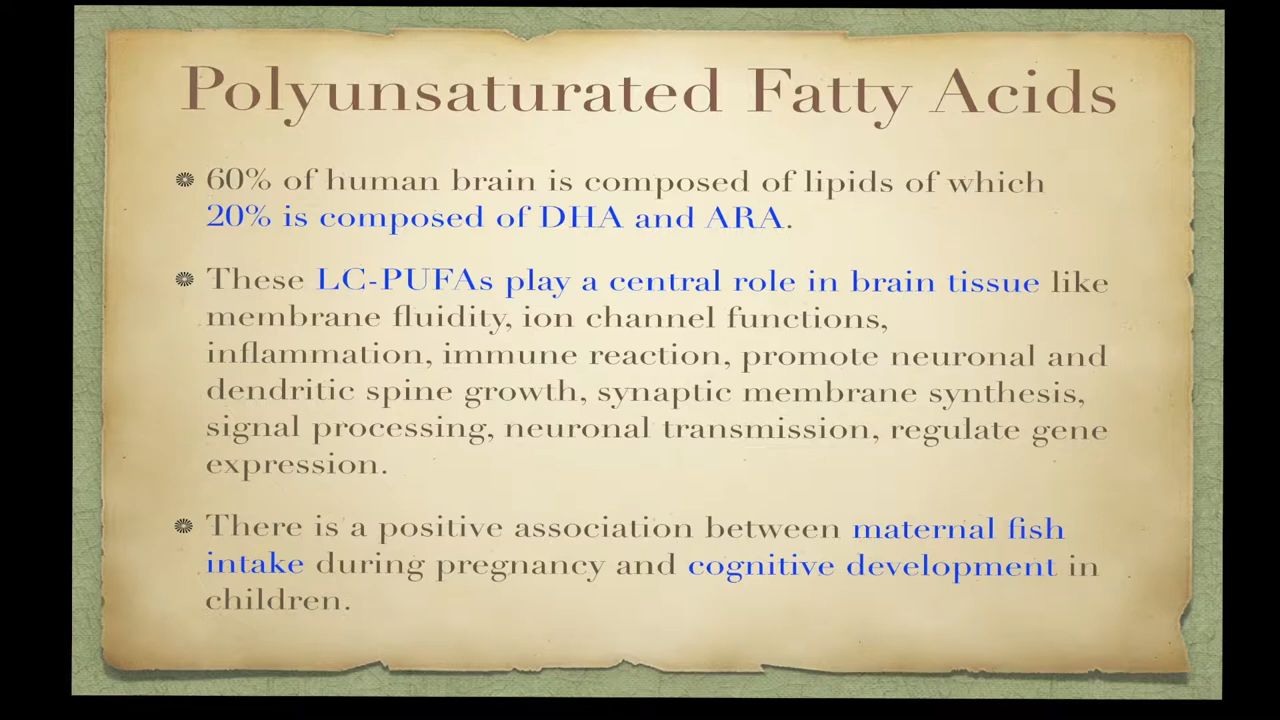 Polyunsaturated Fatty Acids
60% of human brain is composed of lipids of which
20% is composed of DHA and ARA.
These LC-PUFAs play a central role in brain tissue like
membrane fluidity, ion channel functions,
inflammation, immune reaction, promote neuronal and
dendritic spine growth, synaptic membrane synthesis,
signal processing, neuronal transmission, regulate gene
expression.
There is a positive association between maternal fish
intake during pregnancy and cognitive development in
children.